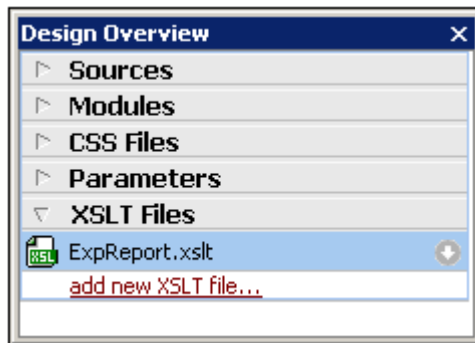 Design Overview
Sources
Modules
CSS Files
Parameters
XSLT Files
XSL ExpReport.xslt
add new XSLT file...